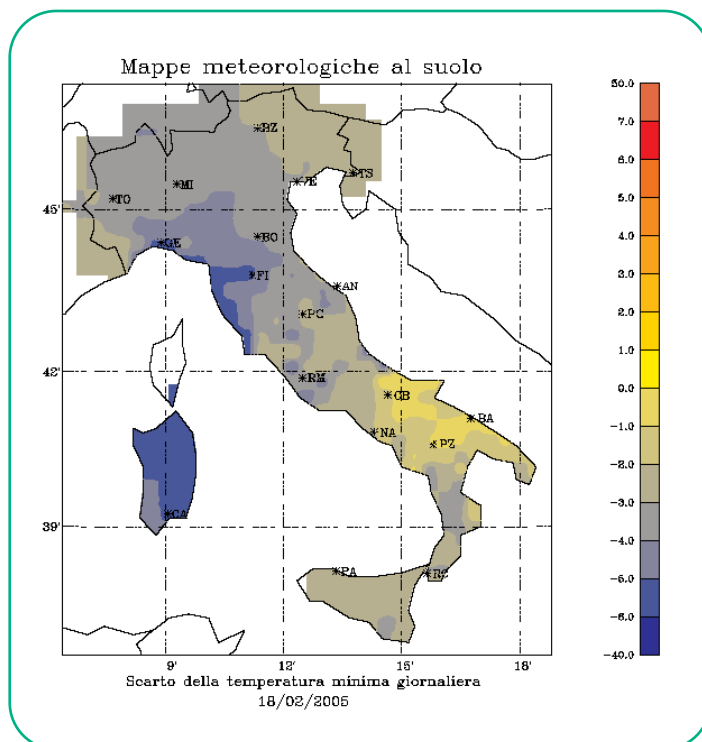 Mappe meteorologiche al suolo
50.0
7.0
6.0
5.0
4.0
3.0
2.0
1.0
0.0
-1.0
-2.0
-3.0
-4.0
-6.0
-6.0
-40.0
*BZ
*TS
*VE
*MI
*TO
45'
*GE
*BO
*FI
*AN
*PG
42'
*RM
*CB
*BA
*NA
*PZ
39'
*CA
*PA
*RC
9'
12'
15'
18'
Scarto della temperatura minima giornaliera
18/02/2005